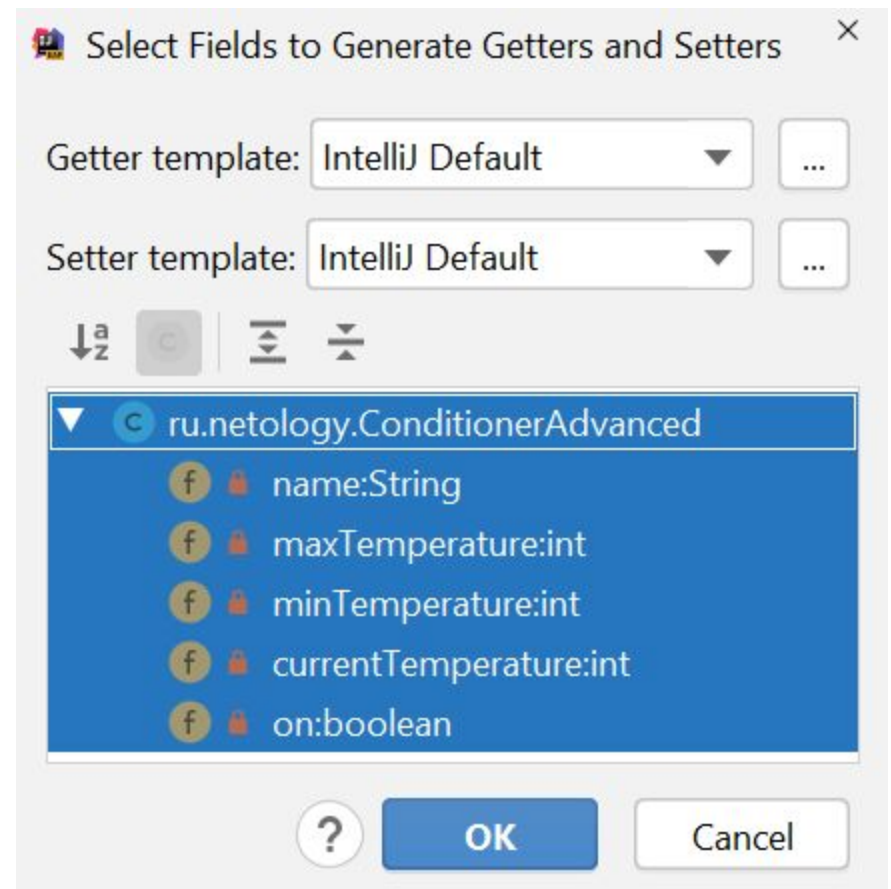 Select Fields to Generate Getters and Setters
Getter template: IntelliJ Default ...
Setter template: IntelliJ Default ...
a
z
C
C ru.netology.ConditionerAdvanced
f name:String
f maxTemperature:int
f minTemperature:int
f currentTemperature:int
f on:boolean
? OK Cancel